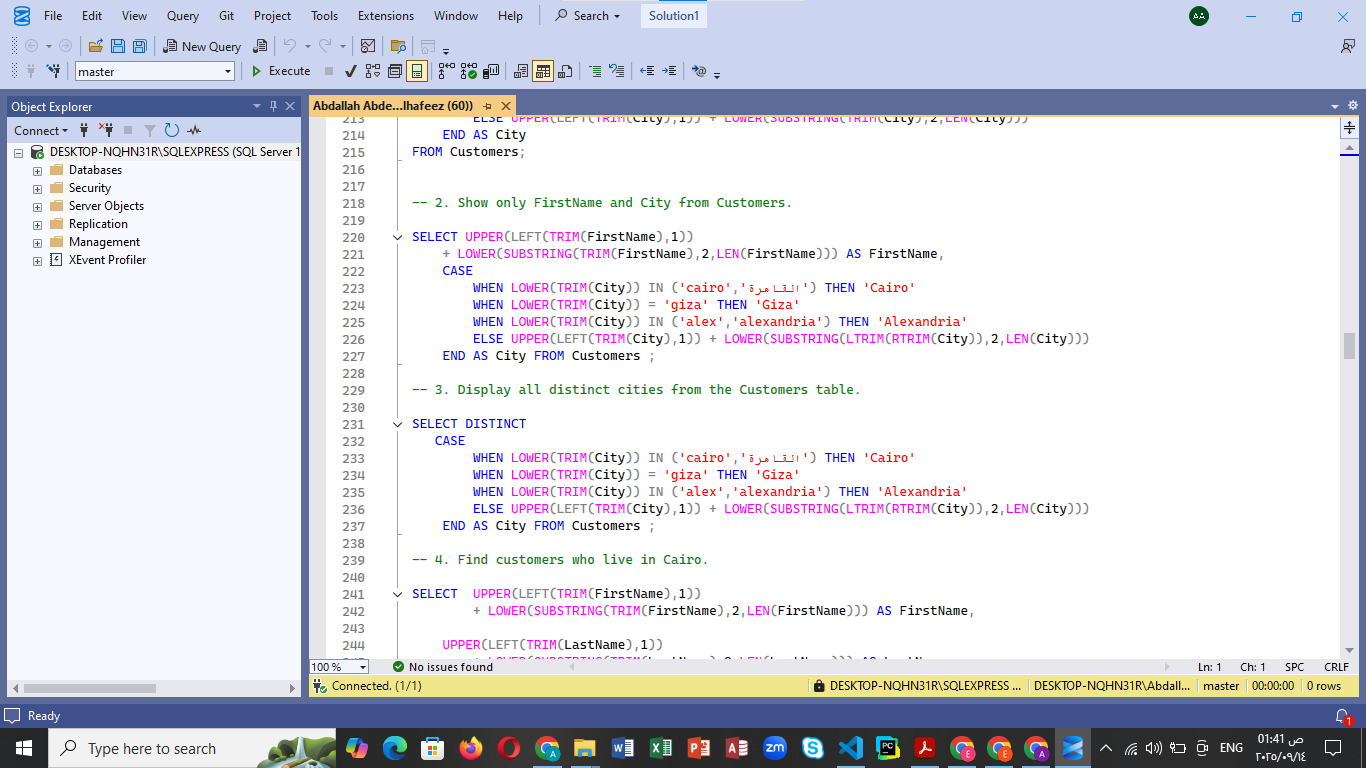 File Edit View Query Git Project Tools Extensions Window Help Search Solution1 AA
New Query
master Execute
Object Explorer
Connect
DESKTOP-NQHN31R\SQLEXPRESS (SQL Server 1
Databases
Security
Server Objects
Replication
Management
XEvent Profiler
Abdallah Abde...lhafeez (60))
213 ELSE UPPER(LEFT(TRIM(City),1)) + LOWER(SUBSTRING(TRIM(City),2,LEN(City)))
214 END AS City
215 FROM Customers;
216
217
218 -- 2. Show only FirstName and City from Customers.
219
220 SELECT UPPER(LEFT(TRIM(FirstName),1))
221 + LOWER(SUBSTRING(TRIM(FirstName),2,LEN(FirstName))) AS FirstName,
222 CASE
223 WHEN LOWER(TRIM(City)) IN ('cairo','القاهرة') THEN 'Cairo'
224 WHEN LOWER(TRIM(City)) = 'giza' THEN 'Giza'
225 WHEN LOWER(TRIM(City)) IN ('alex','alexandria') THEN 'Alexandria'
226 ELSE UPPER(LEFT(TRIM(City),1)) + LOWER(SUBSTRING(LTRIM(RTRIM(City)),2,LEN(City)))
227 END AS City FROM Customers ;
228
229 -- 3. Display all distinct cities from the Customers table.
230
231 SELECT DISTINCT
232 CASE
233 WHEN LOWER(TRIM(City)) IN ('cairo','القاهرة') THEN 'Cairo'
234 WHEN LOWER(TRIM(City)) = 'giza' THEN 'Giza'
235 WHEN LOWER(TRIM(City)) IN ('alex','alexandria') THEN 'Alexandria'
236 ELSE UPPER(LEFT(TRIM(City),1)) + LOWER(SUBSTRING(LTRIM(RTRIM(City)),2,LEN(City)))
237 END AS City FROM Customers ;
238
239 -- 4. Find customers who live in Cairo.
240
241 SELECT UPPER(LEFT(TRIM(FirstName),1))
242 + LOWER(SUBSTRING(TRIM(FirstName),2,LEN(FirstName))) AS FirstName,
243
244 UPPER(LEFT(TRIM(LastName),1))
100 % No issues found Ln: 1 Ch: 1 SPC CRLF
Connected. (1/1) DESKTOP-NQHN31R\SQLEXPRESS ... DESKTOP-NQHN31R\Abdall... master 00:00:00 0 rows
Ready 1
Type here to search ENG 01:41 ص
٢٠٢٥/٠٩/١٤